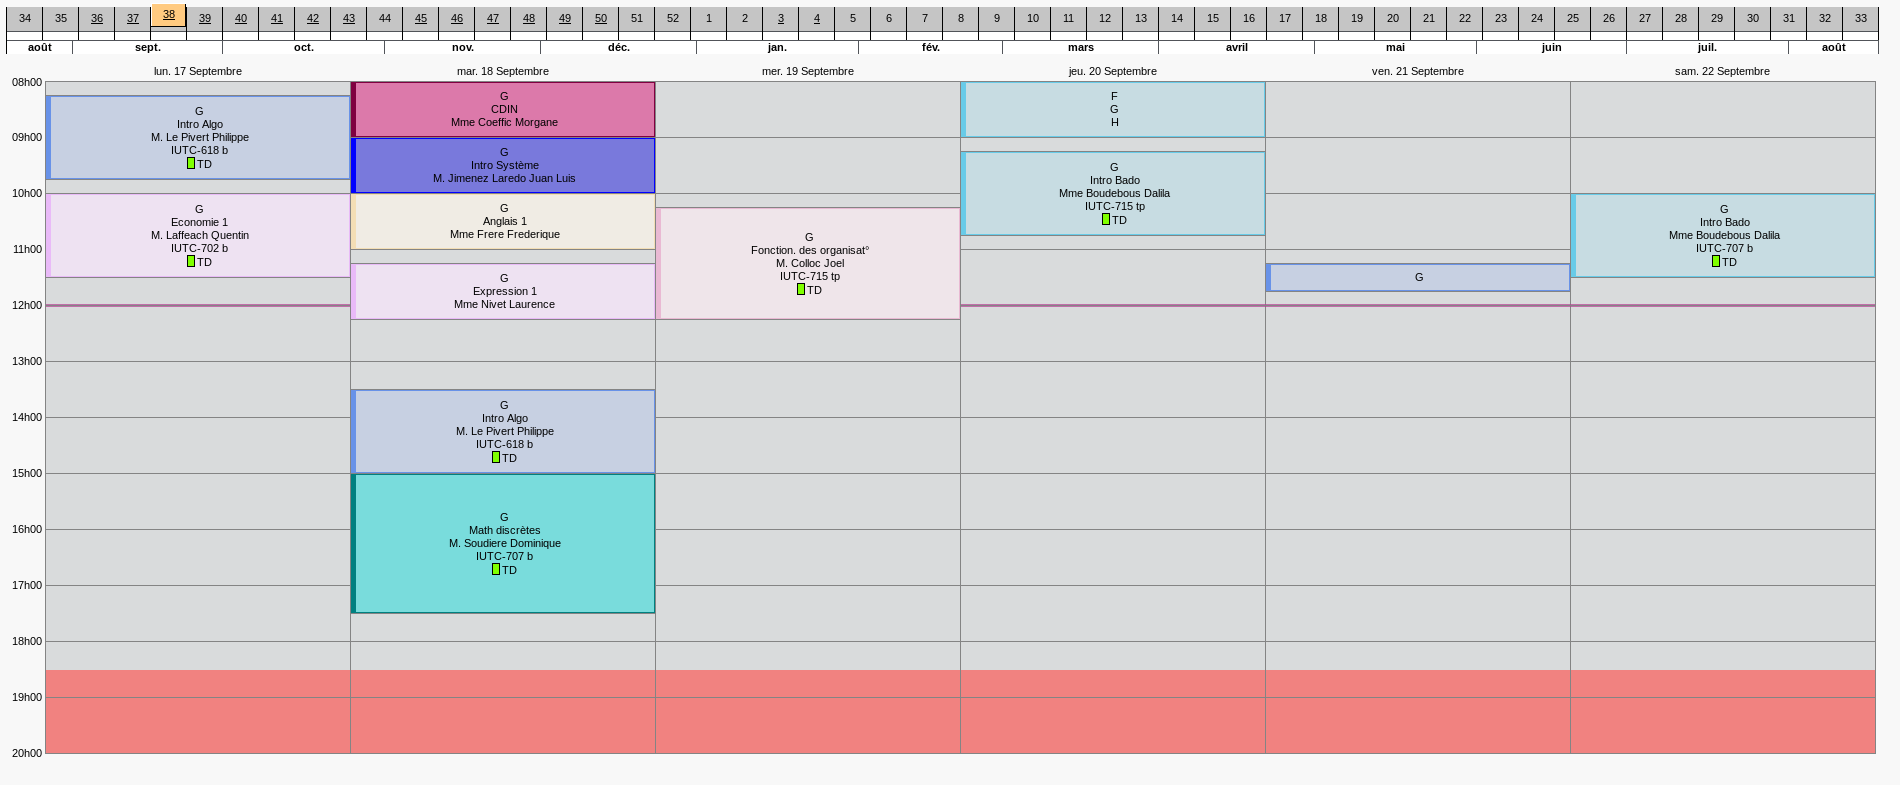 34 35 36 37 38 39 40 41 42 43 44 45 46 47 48 49 50 51 52 1 2 3 4 5 6 7 8 9 10 11 12 13 14 15 16 17 18 19 20 21 22 23 24 25 26 27 28 29 30 31 32 33
août sept. oct. nov. déc. jan. fév. mars avril mai juin juil. août
lun. 17 Septembre mar. 18 Septembre mer. 19 Septembre jeu. 20 Septembre ven. 21 Septembre sam. 22 Septembre
08h00
09h00
10h00
11h00
12h00
13h00
14h00
15h00
16h00
17h00
18h00
19h00
20h00
G
Intro Algo
M. Le Pivert Philippe
IUTC-618 b
TD
G
Economie 1
M. Laffeach Quentin
IUTC-702 b
TD
G
CDIN
Mme Coeffic Morgane
G
Intro Système
M. Jimenez Laredo Juan Luis
G
Anglais 1
Mme Frere Frederique
G
Expression 1
Mme Nivet Laurence
G
Intro Algo
M. Le Pivert Philippe
IUTC-618 b
TD
G
Math discrètes
M. Soudiere Dominique
IUTC-707 b
TD
G
Fonction. des organisat°
M. Colloc Joel
IUTC-715 tp
TD
F
G
H
G
Intro Bado
Mme Boudebous Dalila
IUTC-715 tp
TD
G
G
Intro Bado
Mme Boudebous Dalila
IUTC-707 b
TD